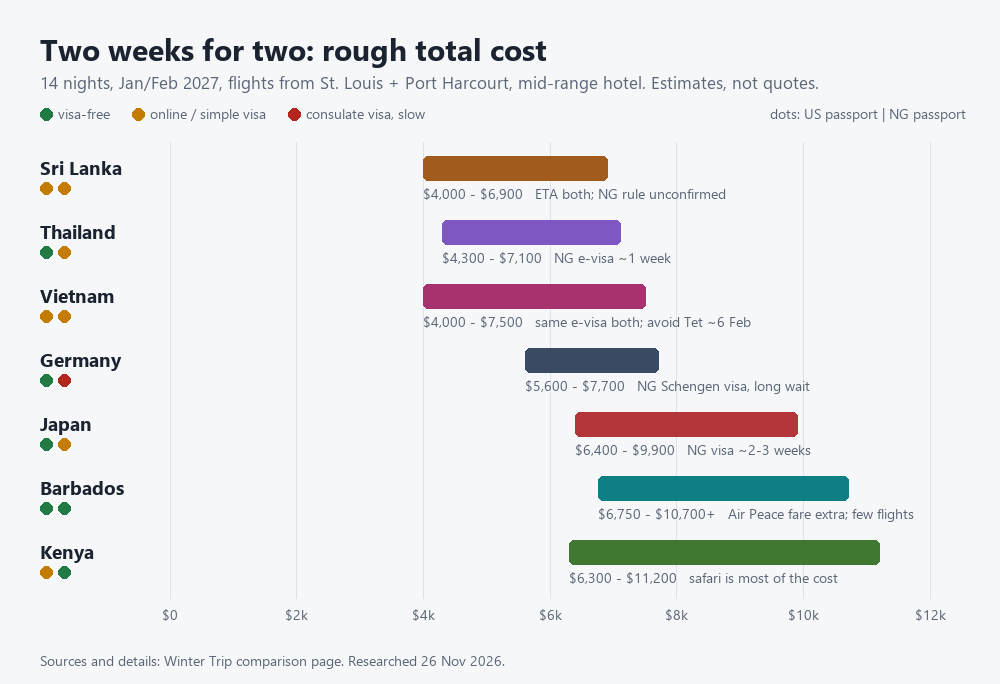 Two weeks for two: rough total cost
14 nights, Jan/Feb 2027, flights from St. Louis + Port Harcourt, mid-range hotel. Estimates, not quotes.
visa-free online / simple visa consulate visa, slow dots: US passport | NG passport
Sri Lanka
$4,000 - $6,900 ETA both; NG rule unconfirmed
Thailand
$4,300 - $7,100 NG e-visa ~1 week
Vietnam
$4,000 - $7,500 same e-visa both; avoid Tet ~6 Feb
Germany
$5,600 - $7,700 NG Schengen visa, long wait
Japan
$6,400 - $9,900 NG visa ~2-3 weeks
Barbados
$6,750 - $10,700+ Air Peace fare extra; few flights
Kenya
$6,300 - $11,200 safari is most of the cost
$0 $2k $4k $6k $8k $10k $12k
Sources and details: Winter Trip comparison page. Researched 26 Nov 2026.